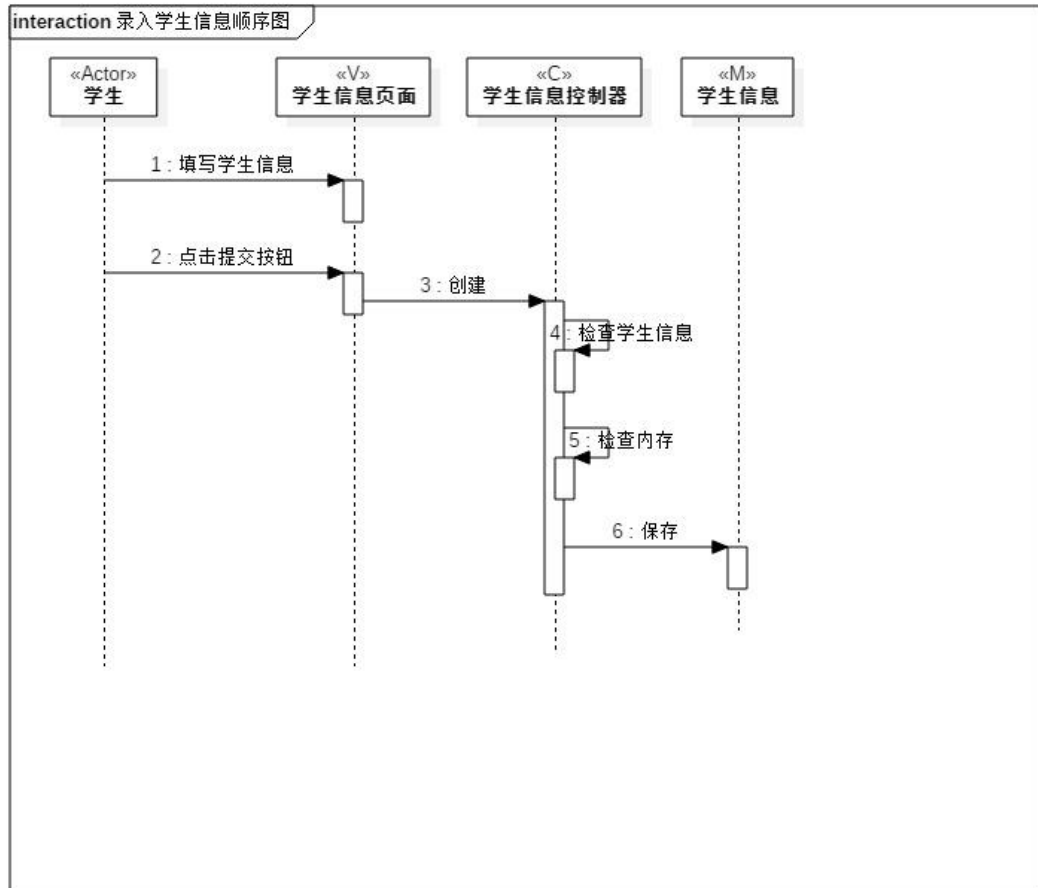 interaction 录入学生信息顺序图
«Actor»
学生
«V»
学生信息页面
«C»
学生信息控制器
«M»
学生信息
1 : 填写学生信息
2 : 点击提交按钮
3 : 创建
4 : 检查学生信息
5 : 检查内存
6 : 保存